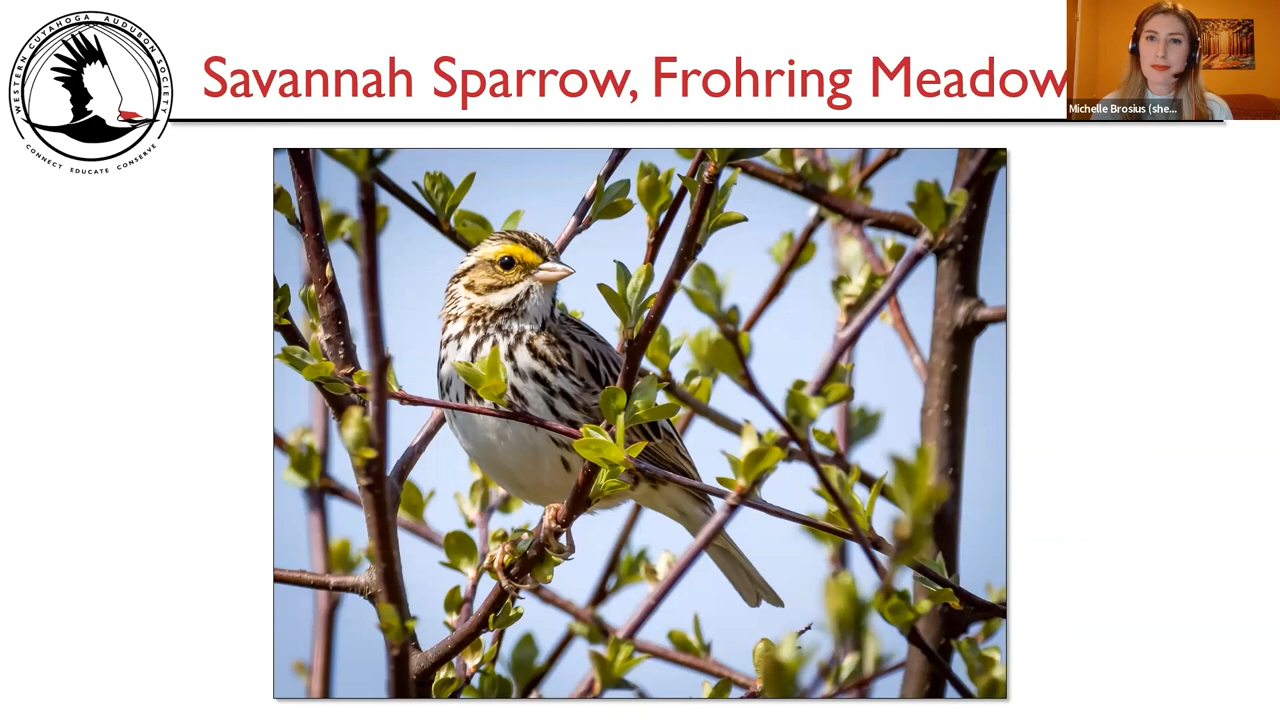 WESTERN CUYAHOGA AUDUBON SOCIETY
CONNECT EDUCATE CONSERVE
Savannah Sparrow, Frohring Meadow
Michelle Brosius (she...